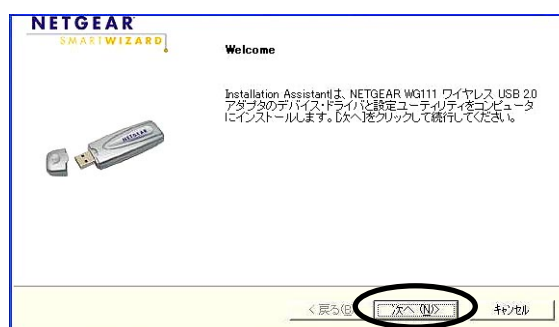 NETGEAR
SMARTWIZARD
Welcome
Installation Assistantは、NETGEAR WG111 ワイヤレス USB 2.0
アダプタのデバイス・ドライバと設定ユーティリティをコンピュータ
にインストールします。[次へ]をクリックして続行してください。
NETGEAR
< 戻る(B)
次へ (N)>
キャンセル